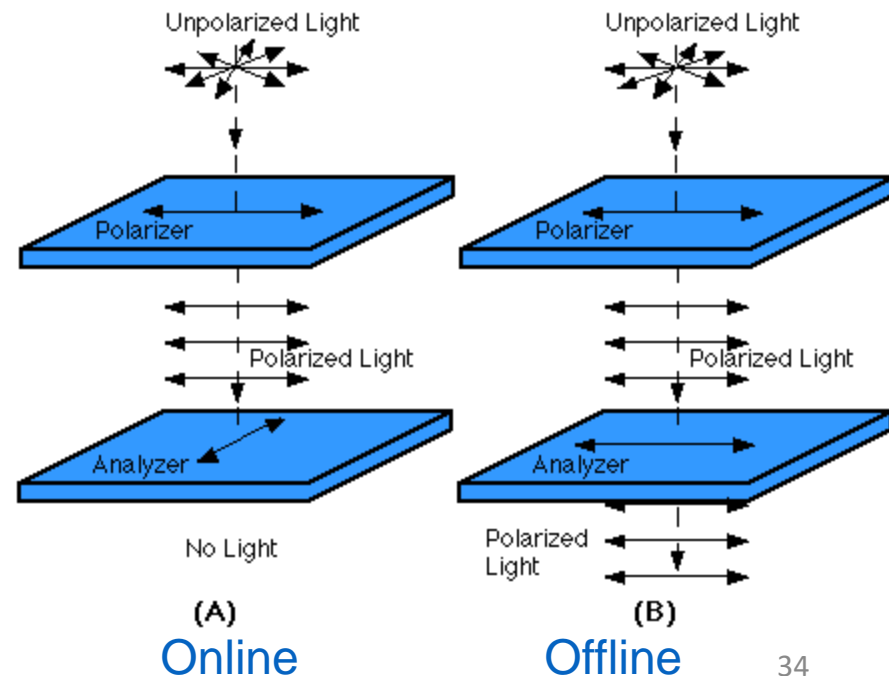 Unpolarized Light
Polarizer
Polarized Light
Analyzer
No Light
(A)
Online
Unpolarized Light
Polarizer
Polarized Light
Analyzer
Polarized
Light
(B)
Offline
34